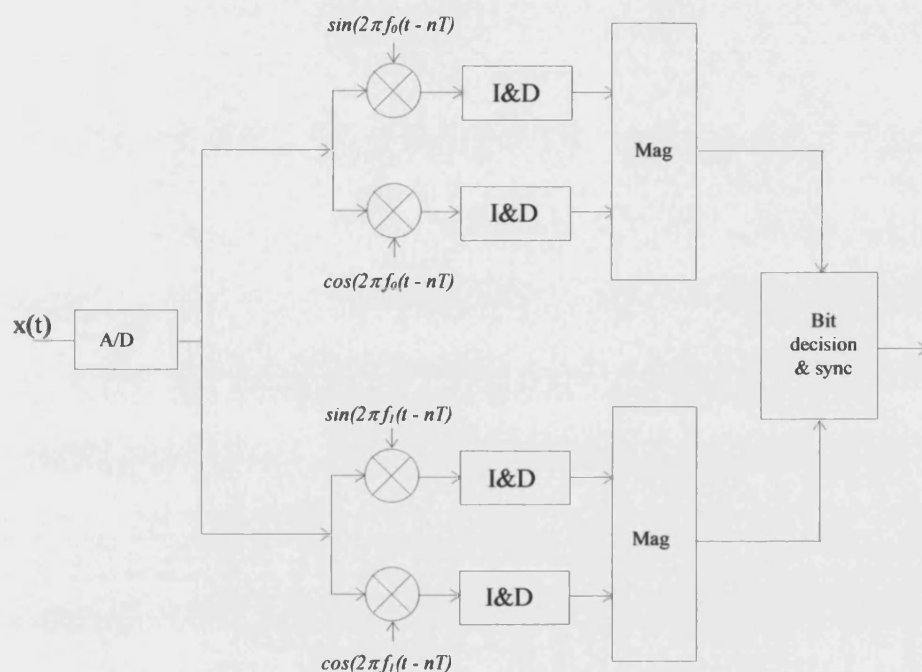 sin(2πf₀(t - nT)
I&D
Mag
I&D
cos(2πf₀(t - nT)
x(t)
A/D
Bit
decision
& sync
sin(2πf₁(t - nT)
I&D
Mag
I&D
cos(2πf₁(t - nT)